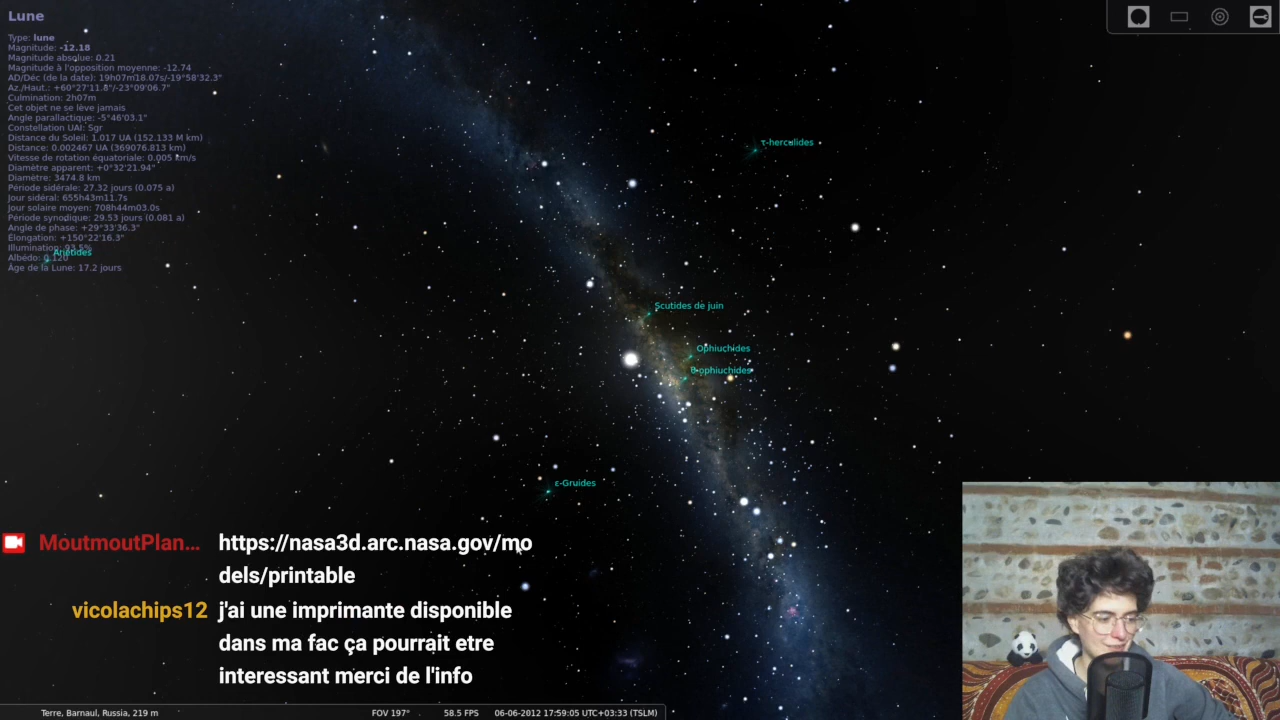 Lune
Type: lune
Magnitude: -12.18
Magnitude absolue: 0.21
Magnitude à l'opposition moyenne: -12.74
AD/Déc (de la date): 19h07m18.07s/-19°58'32.3"
Az./Haut.: +60°27'11.8"/-23°09'06.7"
Culmination: 2h07m
Cet objet ne se lève jamais
Angle parallactique: -5°46'03.1"
Constellation UAI: Sgr
Distance du Soleil: 1.017 UA (152.133 M km)
Distance: 0.002467 UA (369076.813 km)
Vitesse de rotation équatoriale: 0.005 km/s
Diamètre apparent: +0°32'21.94"
Diamètre: 3474.8 km
Période sidérale: 27.32 jours (0.075 a)
Jour sidéral: 655h43m11.7s
Jour solaire moyen: 708h44m03.0s
Période synodique: 29.53 jours (0.081 a)
Angle de phase: +29°33'36.3"
Élongation: +150°22'16.3"
Illumination: 93.5%
Albédo: 0.120
Âge de la Lune: 17.2 jours
Ariétides
τ-herculides
Scutides de juin
Ophiuchides
θ-ophiuchides
ε-Gruides
MoutmoutPlan... https://nasa3d.arc.nasa.gov/mo
dels/printable
vicolachips12 j'ai une imprimante disponible
dans ma fac ça pourrait etre
interessant merci de l'info
Terre, Barnaul, Russia, 219 m FOV 197° 58.5 FPS 06-06-2012 17:59:05 UTC+03:33 (TSLM)